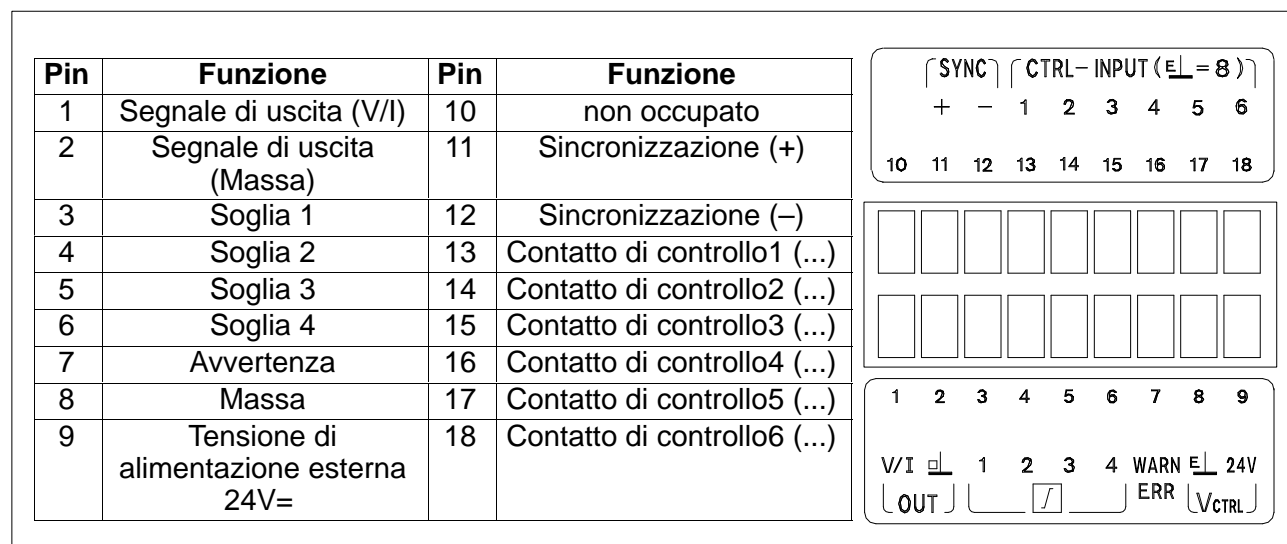 Pin Funzione Pin Funzione
1 Segnale di uscita (V/I) 10 non occupato
2 Segnale di uscita (Massa) 11 Sincronizzazione (+)
3 Soglia 1 12 Sincronizzazione (–)
4 Soglia 2 13 Contatto di controllo1 (...)
5 Soglia 3 14 Contatto di controllo2 (...)
6 Soglia 4 15 Contatto di controllo3 (...)
7 Avvertenza 16 Contatto di controllo4 (...)
8 Massa 17 Contatto di controllo5 (...)
9 Tensione di alimentazione esterna 24V= 18 Contatto di controllo6 (...)
SYNC CTRL-INPUT (E⊥=8)
+ - 1 2 3 4 5 6
10 11 12 13 14 15 16 17 18
1 2 3 4 5 6 7 8 9
V/I 1 2 3 4 WARN E⊥ 24V
OUT ERR VCTRL